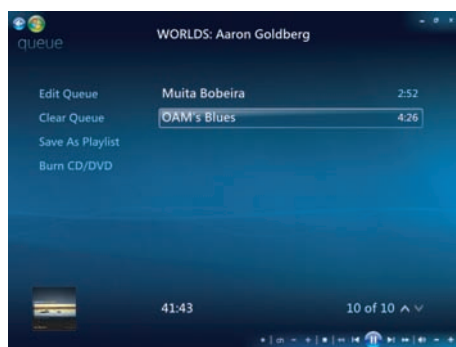 queue
WORLDS: Aaron Goldberg
Edit Queue
Clear Queue
Save As Playlist
Burn CD/DVD
Muita Bobeira 2:52
OAM's Blues 4:26
41:43 10 of 10
ch